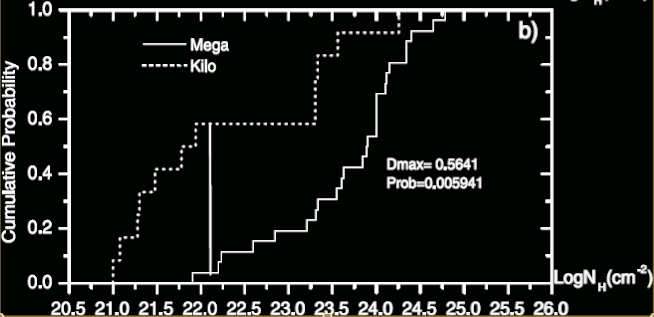 1.0
b)
Mega
Kilo
0.8
0.6
0.4
0.2
0.0
Cumulative Probability
Dmax= 0.5641
Prob=0.005941
LogN_H(cm⁻²)
20.5 21.0 21.5 22.0 22.5 23.0 23.5 24.0 24.5 25.0 25.5 26.0